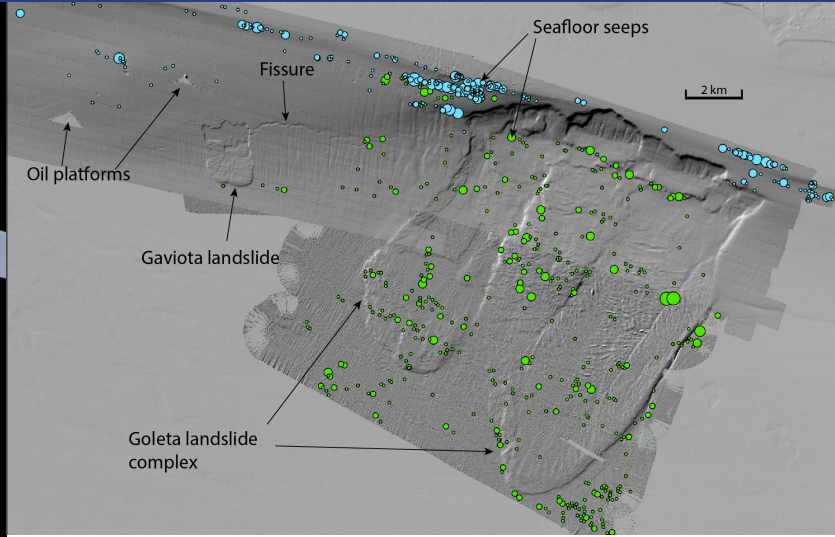 Seafloor seeps
Fissure
2 km
Oil platforms
Gaviota landslide
Goleta landslide
complex